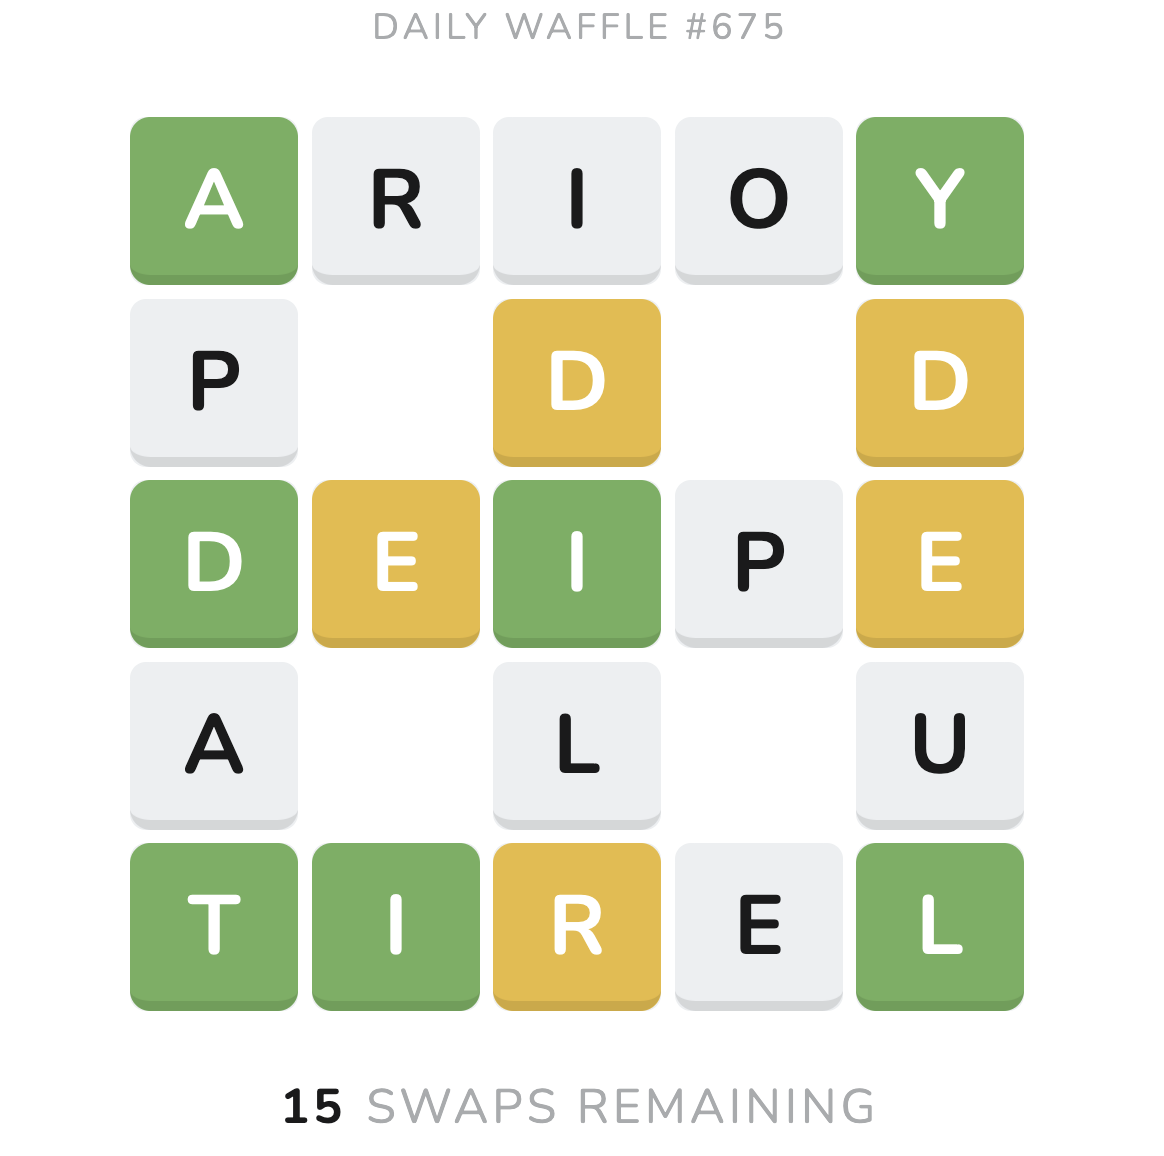 DAILY WAFFLE #675
A R I O Y
P D D
D E I P E
A L U
T I R E L
15 SWAPS REMAINING